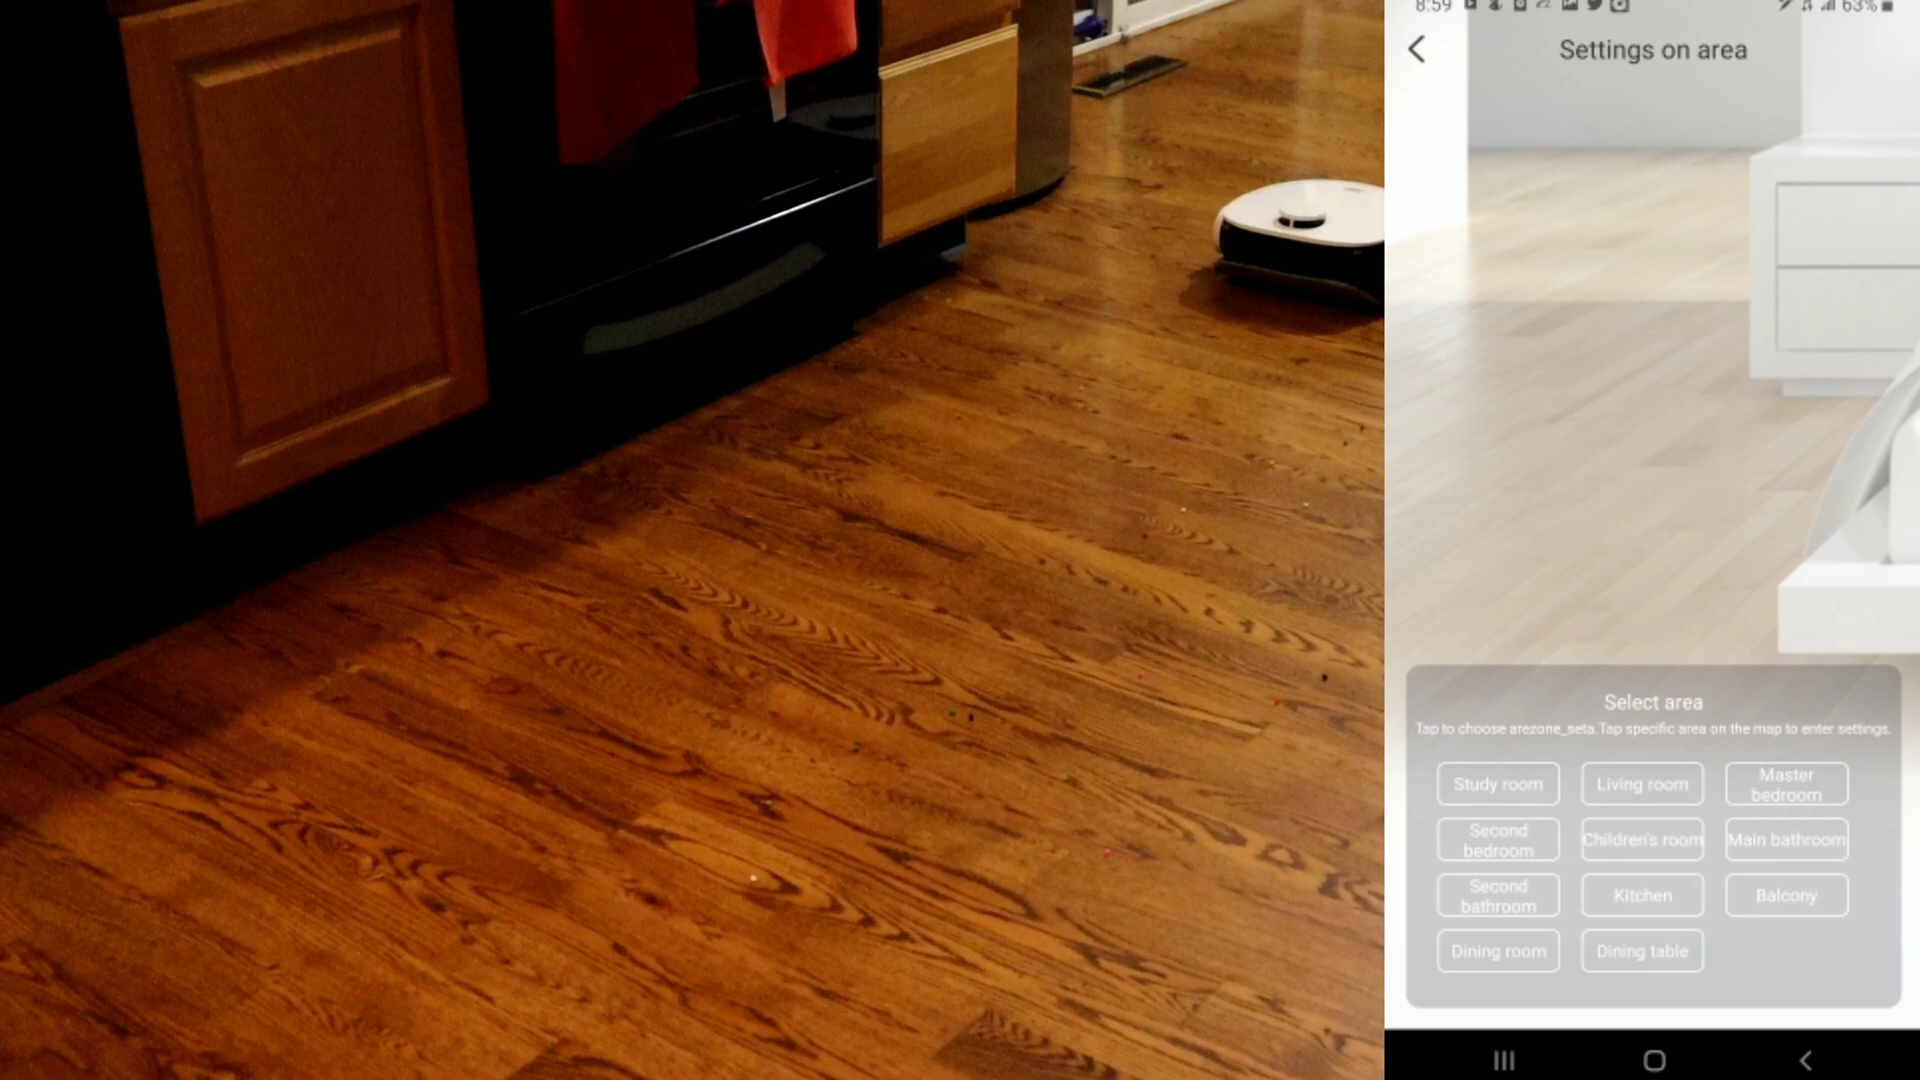 8:59
63%
Settings on area
Select area
Tap to choose arezone_seta.Tap specific area on the map to enter settings.
Study room
Living room
Master
bedroom
Second
bedroom
Children's room
Main bathroom
Second
bathroom
Kitchen
Balcony
Dining room
Dining table